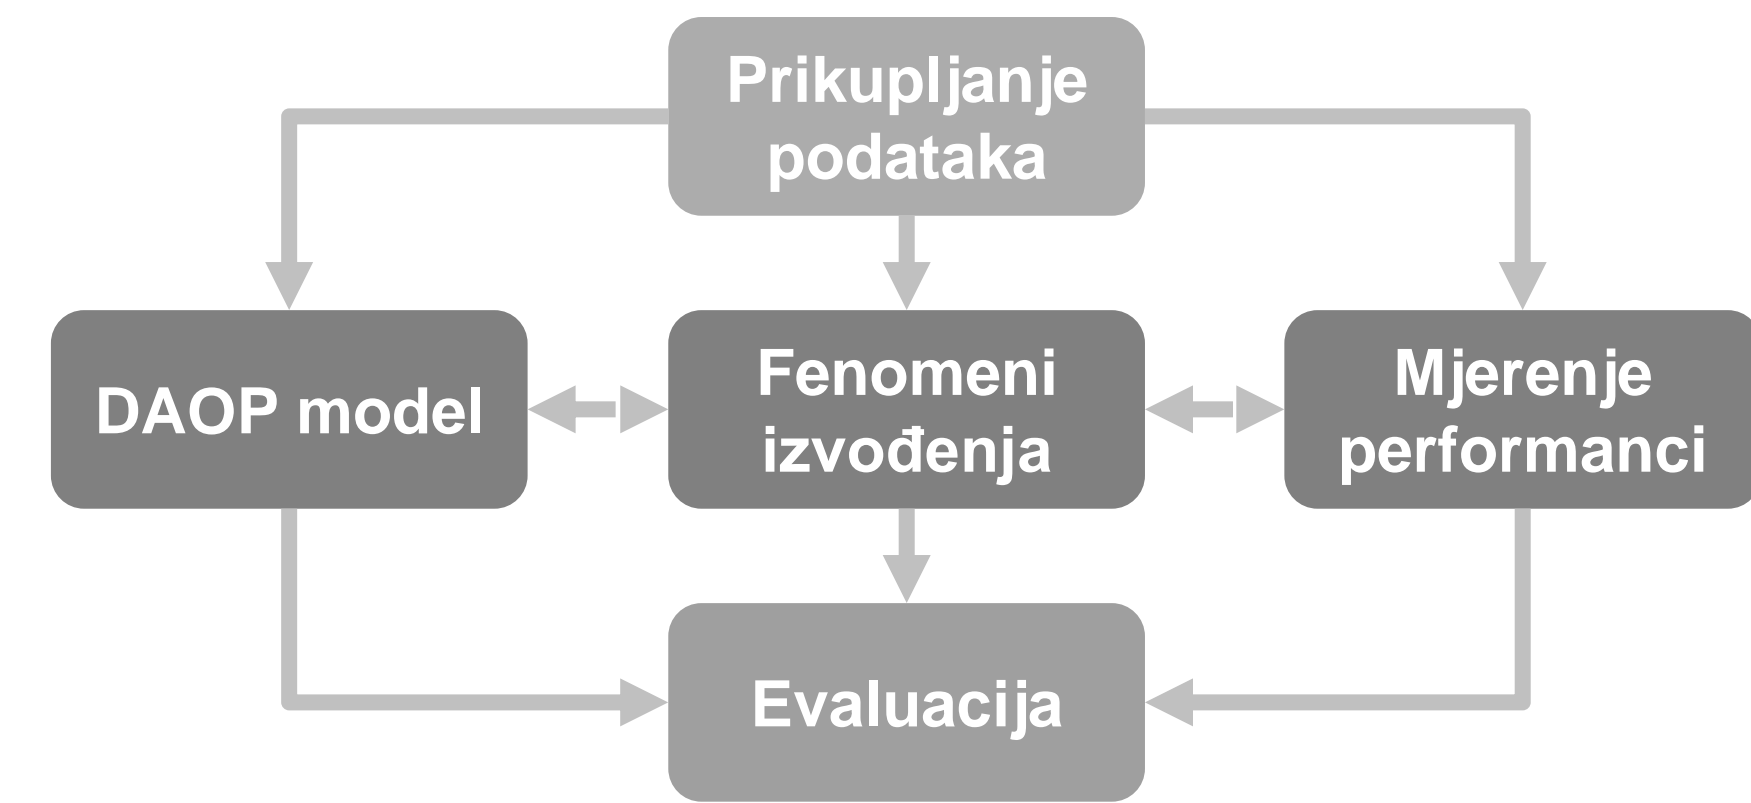 Prikupljanje
podataka
DAOP model
Fenomeni
izvođenja
Mjerenje
performanci
Evaluacija